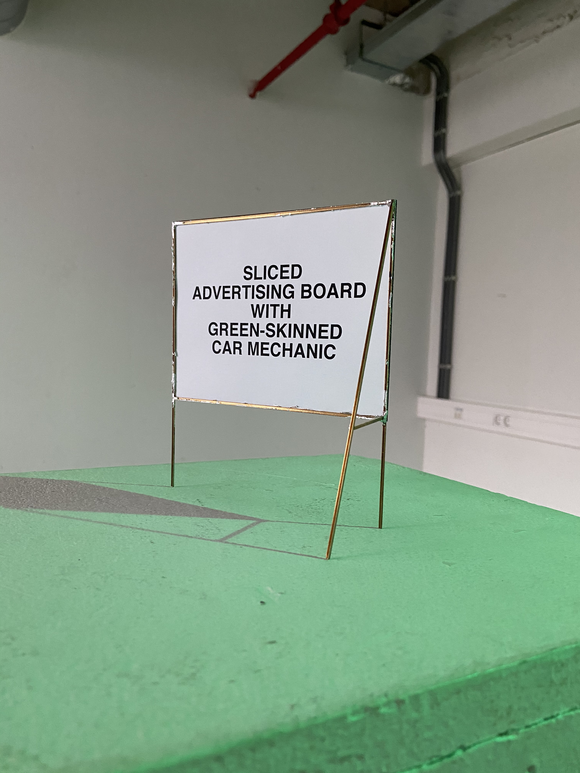 SLICED
ADVERTISING BOARD
WITH
GREEN-SKINNED
CAR MECHANIC